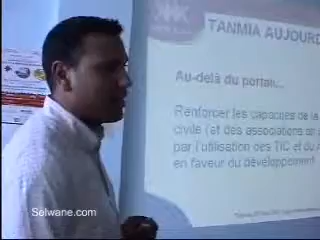 TANMIA AUJOURD
Au-delà du portail...
Renforcer les capacités de la
civile (et des associations en
par l'utilisation des TIC et du
en faveur du développement
Selwane.com